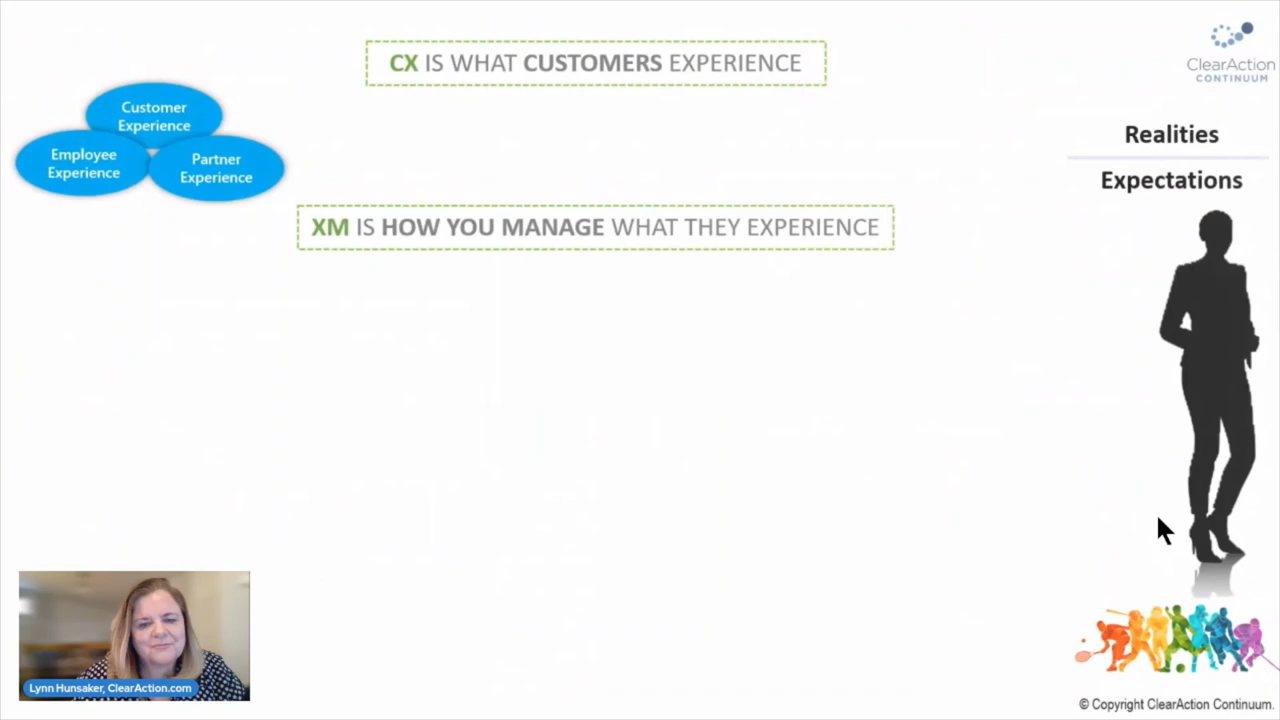 CX IS WHAT CUSTOMERS EXPERIENCE
ClearAction
CONTINUUM
Customer
Experience
Employee
Experience
Partner
Experience
Realities
Expectations
XM IS HOW YOU MANAGE WHAT THEY EXPERIENCE
Lynn Hunsaker, ClearAction.com
© Copyright ClearAction Continuum.